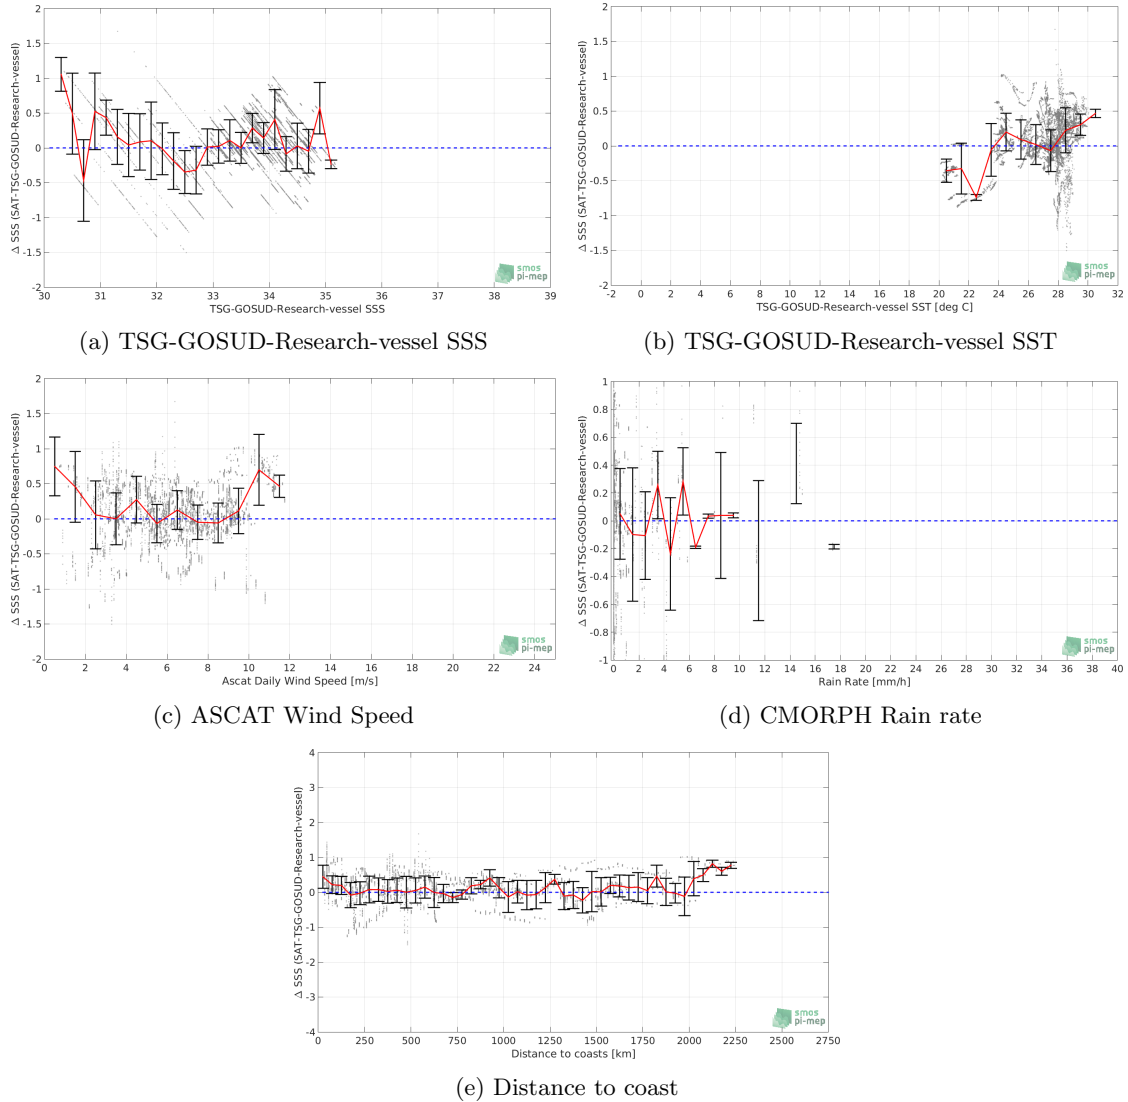 2
1.5
1
0.5
0
-0.5
-1
-1.5
-2
Δ SSS (SAT-TSG-GOSUD-Research-vessel)
30 31 32 33 34 35 36 37 38 39
TSG-GOSUD-Research-vessel SSS
smos
pi-mep
(a) TSG-GOSUD-Research-vessel SSS
2
1.5
1
0.5
0
-0.5
-1
-1.5
-2
Δ SSS (SAT-TSG-GOSUD-Research-vessel)
-2 0 2 4 6 8 10 12 14 16 18 20 22 24 26 28 30 32
TSG-GOSUD-Research-vessel SST [deg C]
smos
pi-mep
(b) TSG-GOSUD-Research-vessel SST
2
1.5
1
0.5
0
-0.5
-1
-1.5
-2
Δ SSS (SAT-TSG-GOSUD-Research-vessel)
0 2 4 6 8 10 12 14 16 18 20 22 24
Ascat Daily Wind Speed [m/s]
smos
pi-mep
(c) ASCAT Wind Speed
1
0.8
0.6
0.4
0.2
0
-0.2
-0.4
-0.6
-0.8
-1
Δ SSS (SAT-TSG-GOSUD-Research-vessel)
0 2 4 6 8 10 12 14 16 18 20 22 24 26 28 30 32 34 36 38 40
Rain Rate [mm/h]
smos
pi-mep
(d) CMORPH Rain rate
4
3
2
1
0
-1
-2
-3
-4
Δ SSS (SAT-TSG-GOSUD-Research-vessel)
0 250 500 750 1000 1250 1500 1750 2000 2250 2500 2750
Distance to coasts [km]
smos
pi-mep
(e) Distance to coast